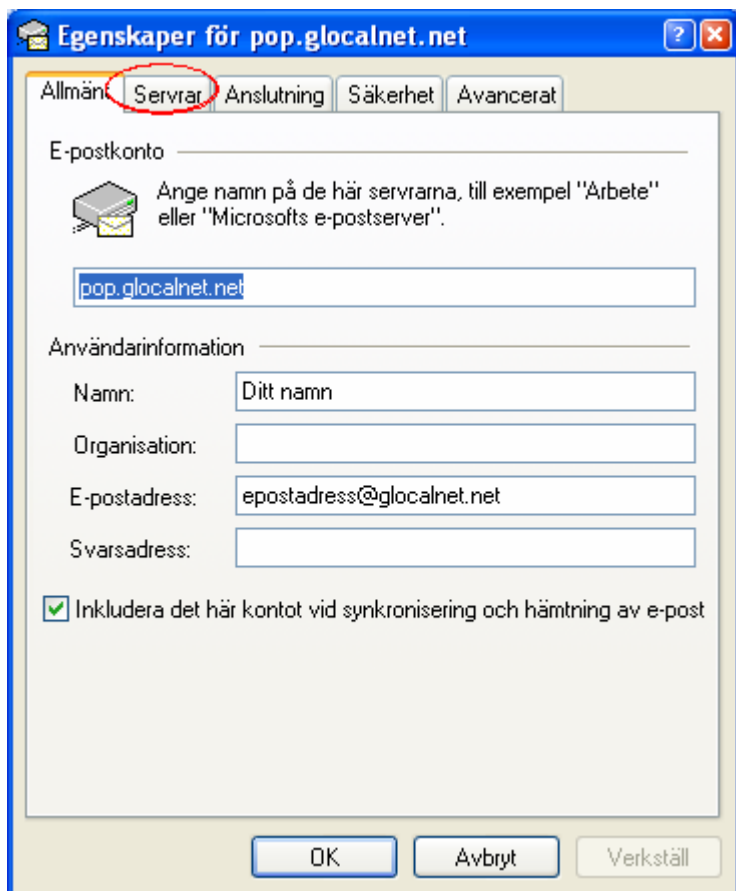 Egenskaper för pop.glocalnet.net
Allmänt Servrar Anslutning Säkerhet Avancerat
E-postkonto
Ange namn på de här servrarna, till exempel "Arbete"
eller "Microsofts e-postserver".
pop.glocalnet.net
Användarinformation
Namn: Ditt namn
Organisation:
E-postadress: epostadress@glocalnet.net
Svarsadress:
Inkludera det här kontot vid synkronisering och hämtning av e-post
OK Avbryt Verkställ